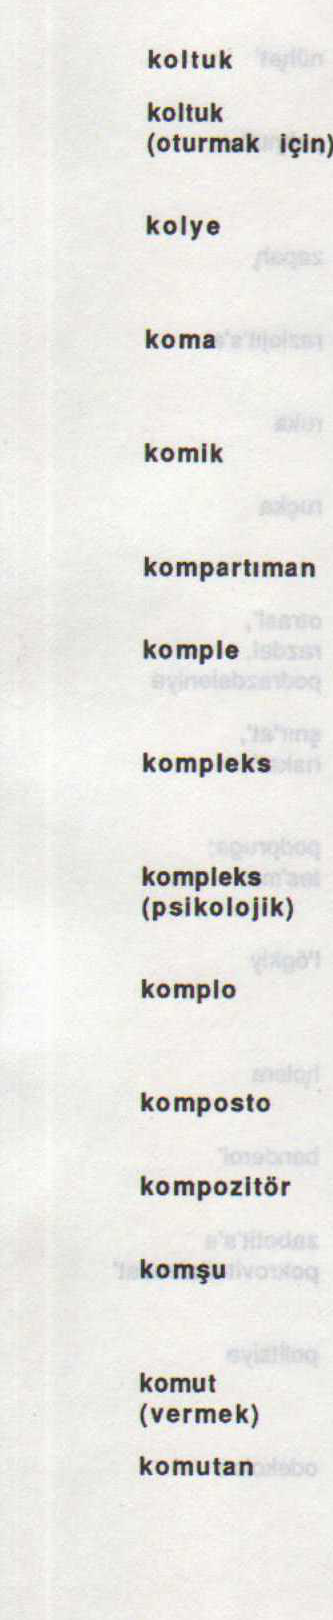 koltuk
koltuk
(oturmak için)
kolye
koma
komik
kompartıman
komple
kompleks
kompleks
(psikolojik)
komplo
komposto
kompozitör
komşu
komut
(vermek)
komutan